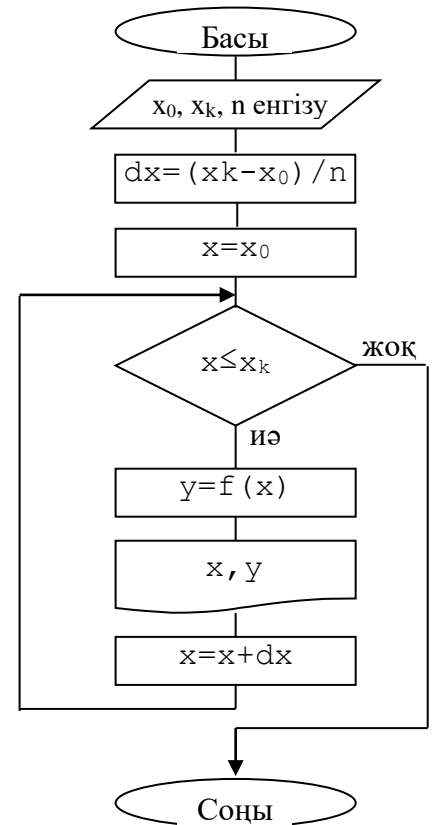 Басы
x₀, xₖ, n енгізу
dx=(xk-x₀)/n
x=x₀
x≤xₖ
жоқ
иә
y=f(x)
x,y
x=x+dx
Соңы